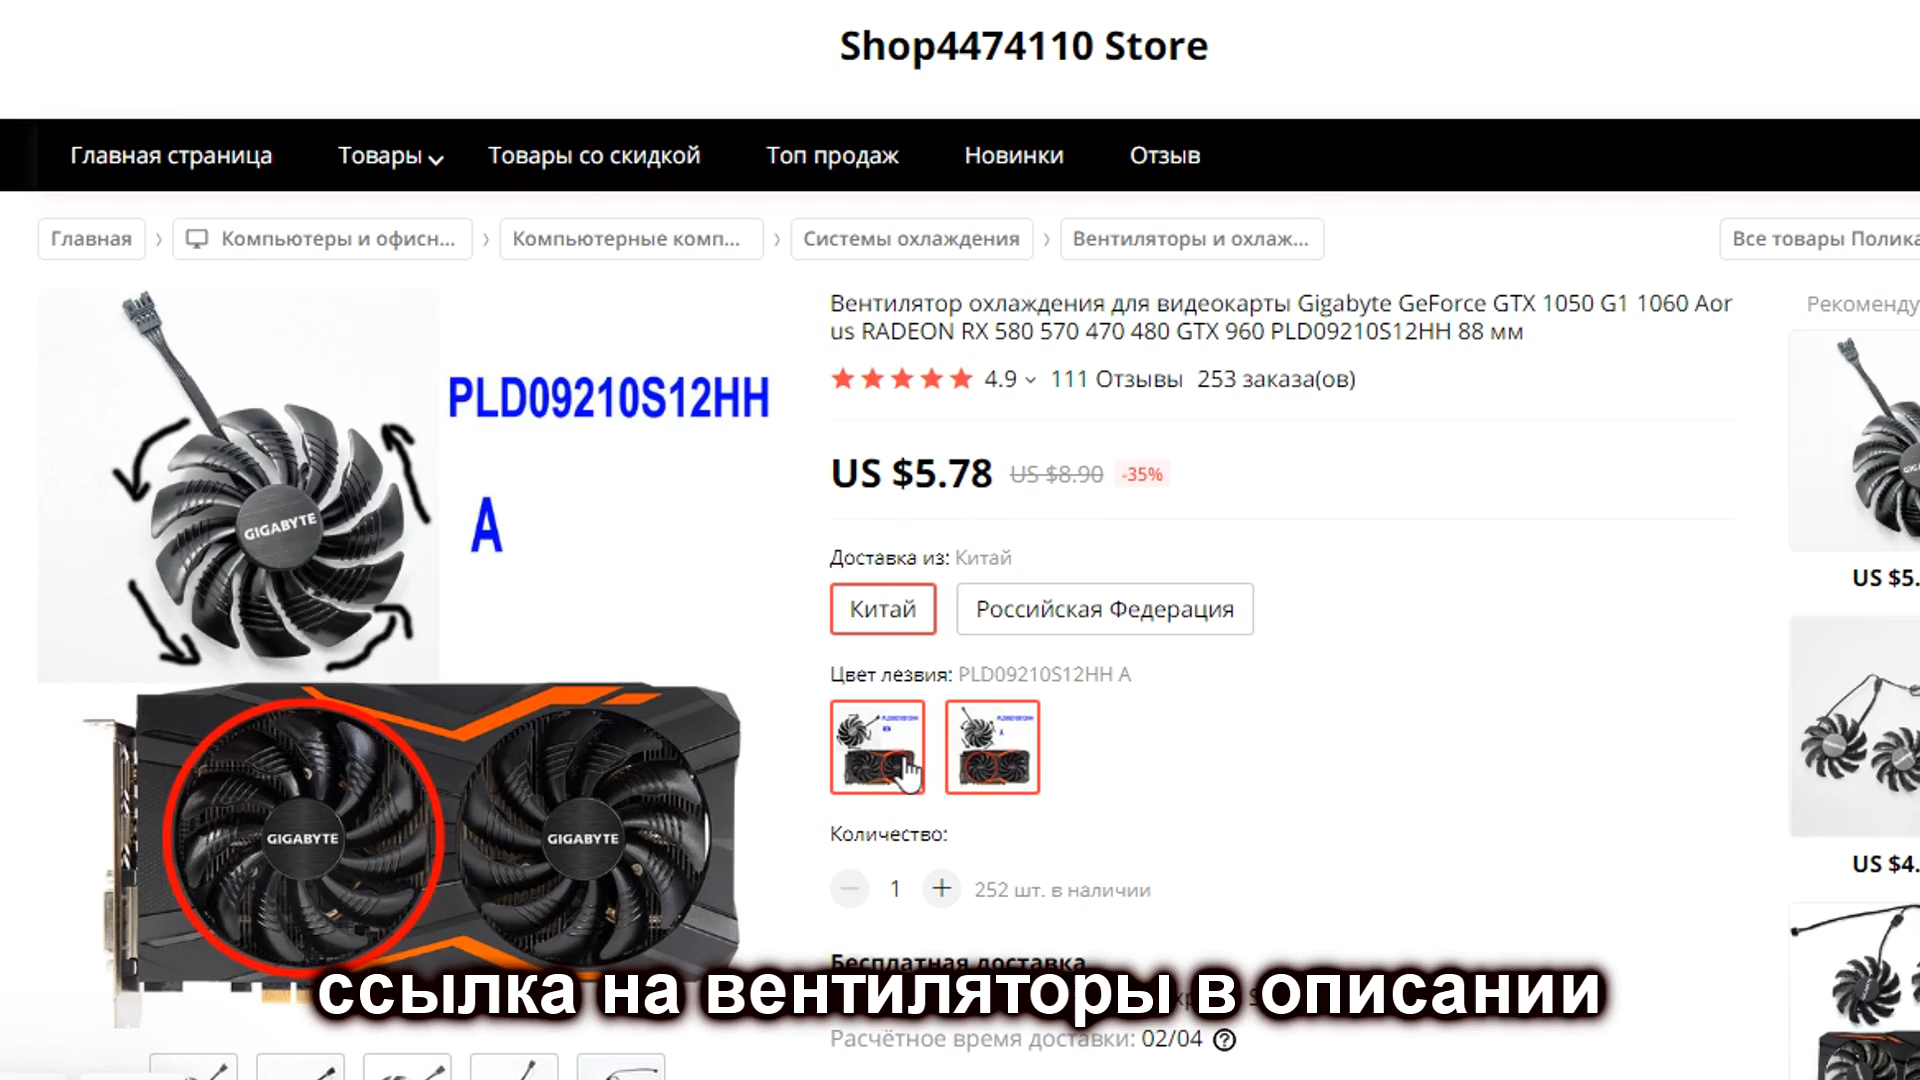 Shop4474110 Store
Главная страница Товары Товары со скидкой Топ продаж Новинки Отзыв
Главная Компьютеры и офисн... Компьютерные комп... Системы охлаждения Вентиляторы и охлаж... Все товары
PLD09210S12HH
A
GIGABYTE
GIGABYTE
GIGABYTE
Вентилятор охлаждения для видеокарты Gigabyte GeForce GTX 1050 G1 1060 Aor
us RADEON RX 580 570 470 480 GTX 960 PLD09210S12HH 88 мм
4.9 111 Отзывы 253 заказа(ов)
US $5.78 US $8.90 -35%
Доставка из: Китай
Китай Российская Федерация
Цвет лезвия: PLD09210S12HH A
Количество:
1 252 шт. в наличии
Бесплатная доставка
ссылка на вентиляторы в описании
Расчётное время доставки: 02/04
US $5.
US $4.